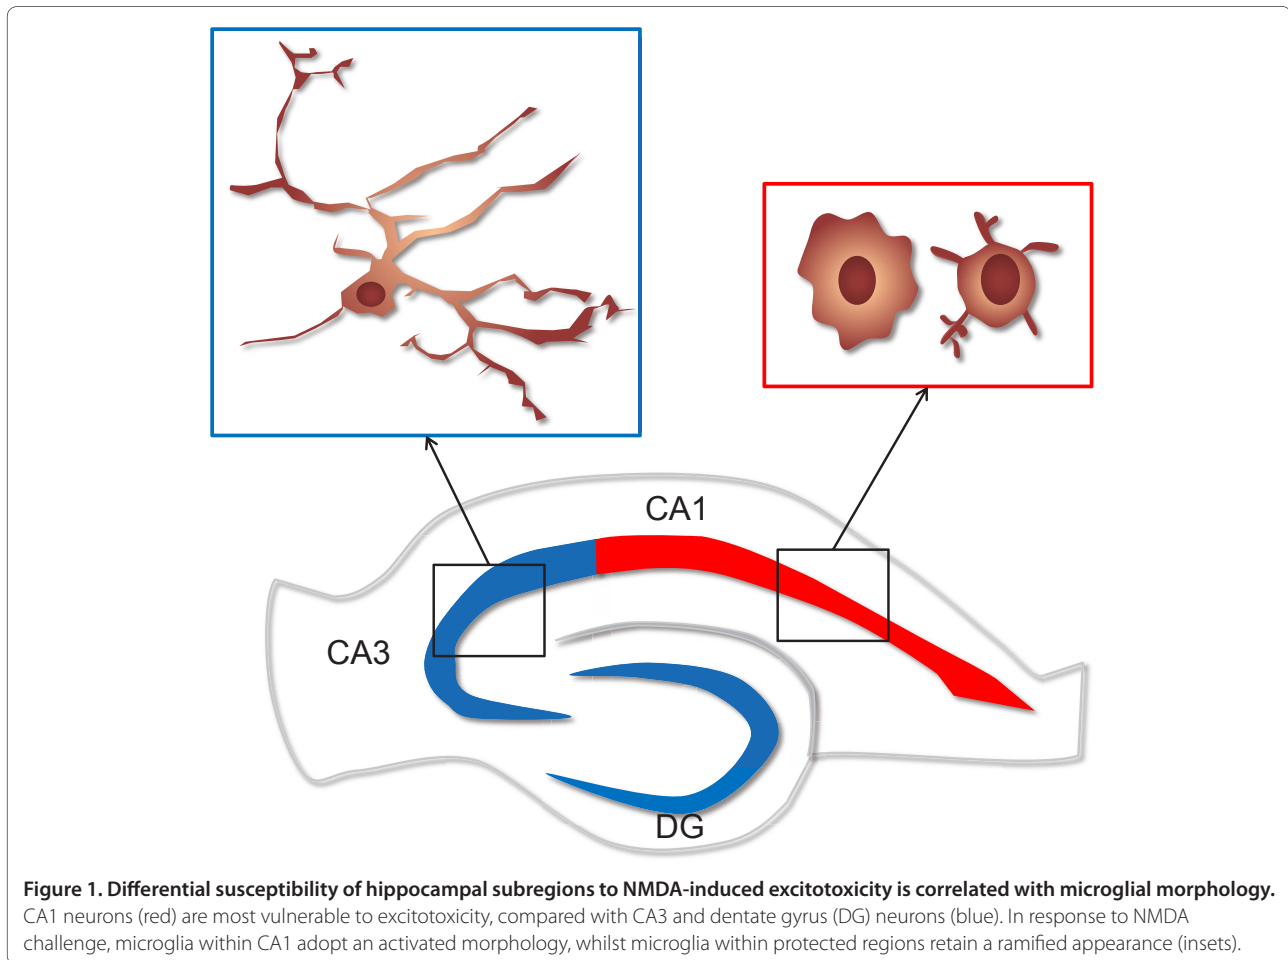 CA1
CA3
DG
Figure 1. Differential susceptibility of hippocampal subregions to NMDA-induced excitotoxicity is correlated with microglial morphology.
CA1 neurons (red) are most vulnerable to excitotoxicity, compared with CA3 and dentate gyrus (DG) neurons (blue). In response to NMDA
challenge, microglia within CA1 adopt an activated morphology, whilst microglia within protected regions retain a ramified appearance (insets).